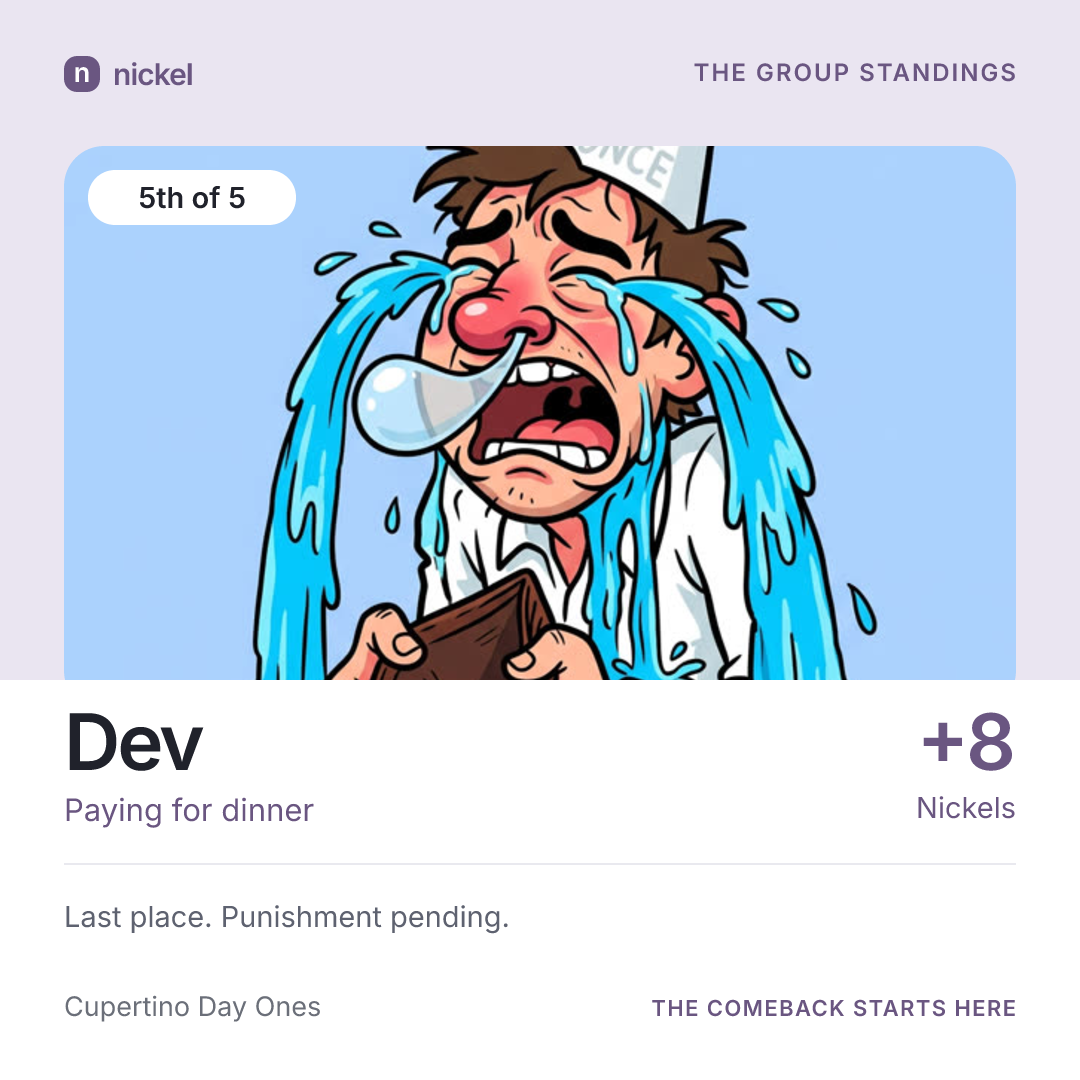 n nickel
THE GROUP STANDINGS
5th of 5
Dev
+8
Paying for dinner
Nickels
Last place. Punishment pending.
Cupertino Day Ones
THE COMEBACK STARTS HERE